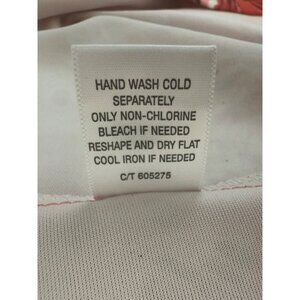 HAND WASH COLD
SEPARATELY
ONLY NON-CHLORINE
BLEACH IF NEEDED
RESHAPE AND DRY FLAT
COOL IRON IF NEEDED
C/T 605275